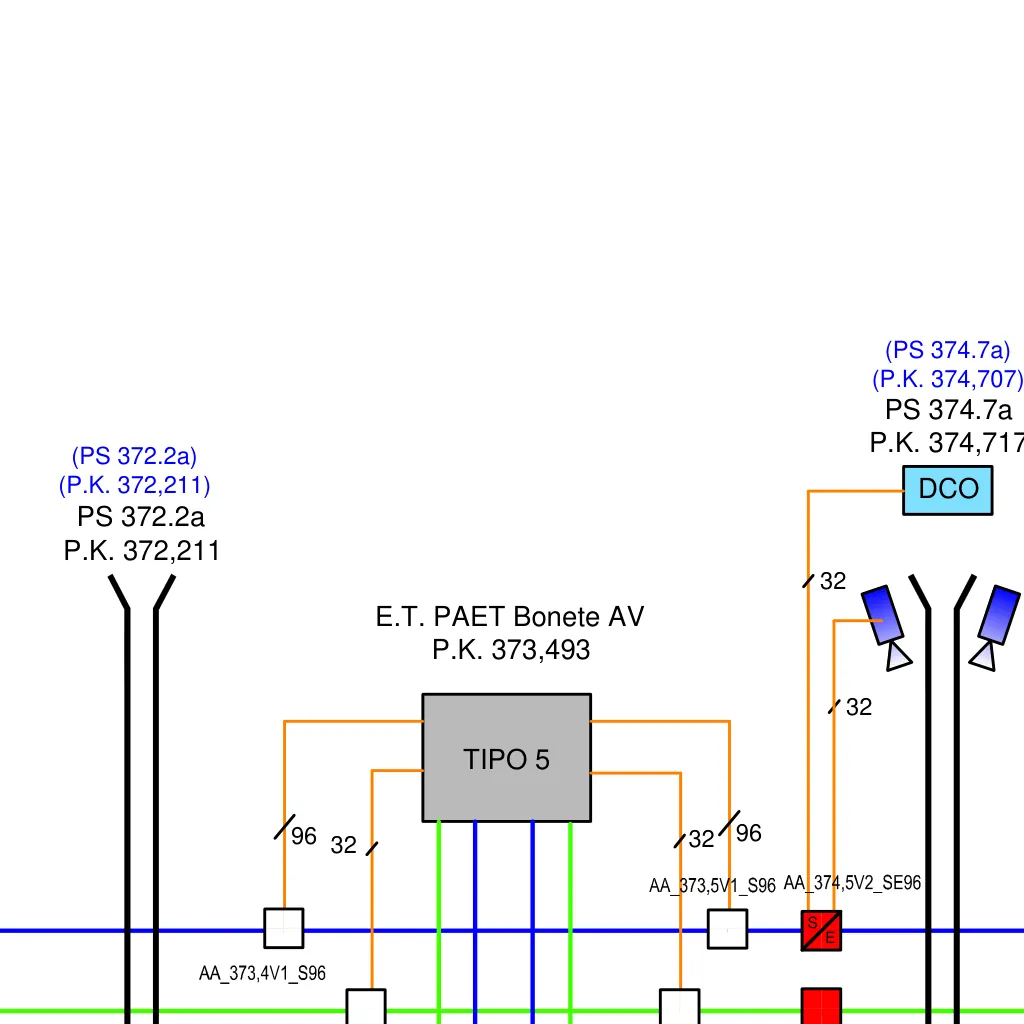 (PS 374.7a)
(P.K. 374,707)
PS 374.7a
P.K. 374,717
DCO
(PS 372.2a)
(P.K. 372,211)
PS 372.2a
P.K. 372,211
32
E.T. PAET Bonete AV
P.K. 373,493
32
TIPO 5
96
32
32
96
AA_373,5V1_S96
AA_374,5V2_SE96
S
E
AA_373,4V1_S96